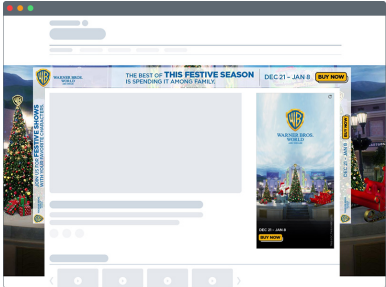 WARNER BROS.
WORLD
THE BEST OF THIS FESTIVE SEASON
IS SPENDING IT AMONG FAMILY.
DEC 21 - JAN 8
BUY NOW
JOIN US FOR FESTIVE SHOWS
WITH YOUR FAVORITE CHARACTERS.
WARNER BROS.
WORLD
DEC 21 - JAN 8
BUY NOW
DEC 21 - JAN 8
BUY NOW